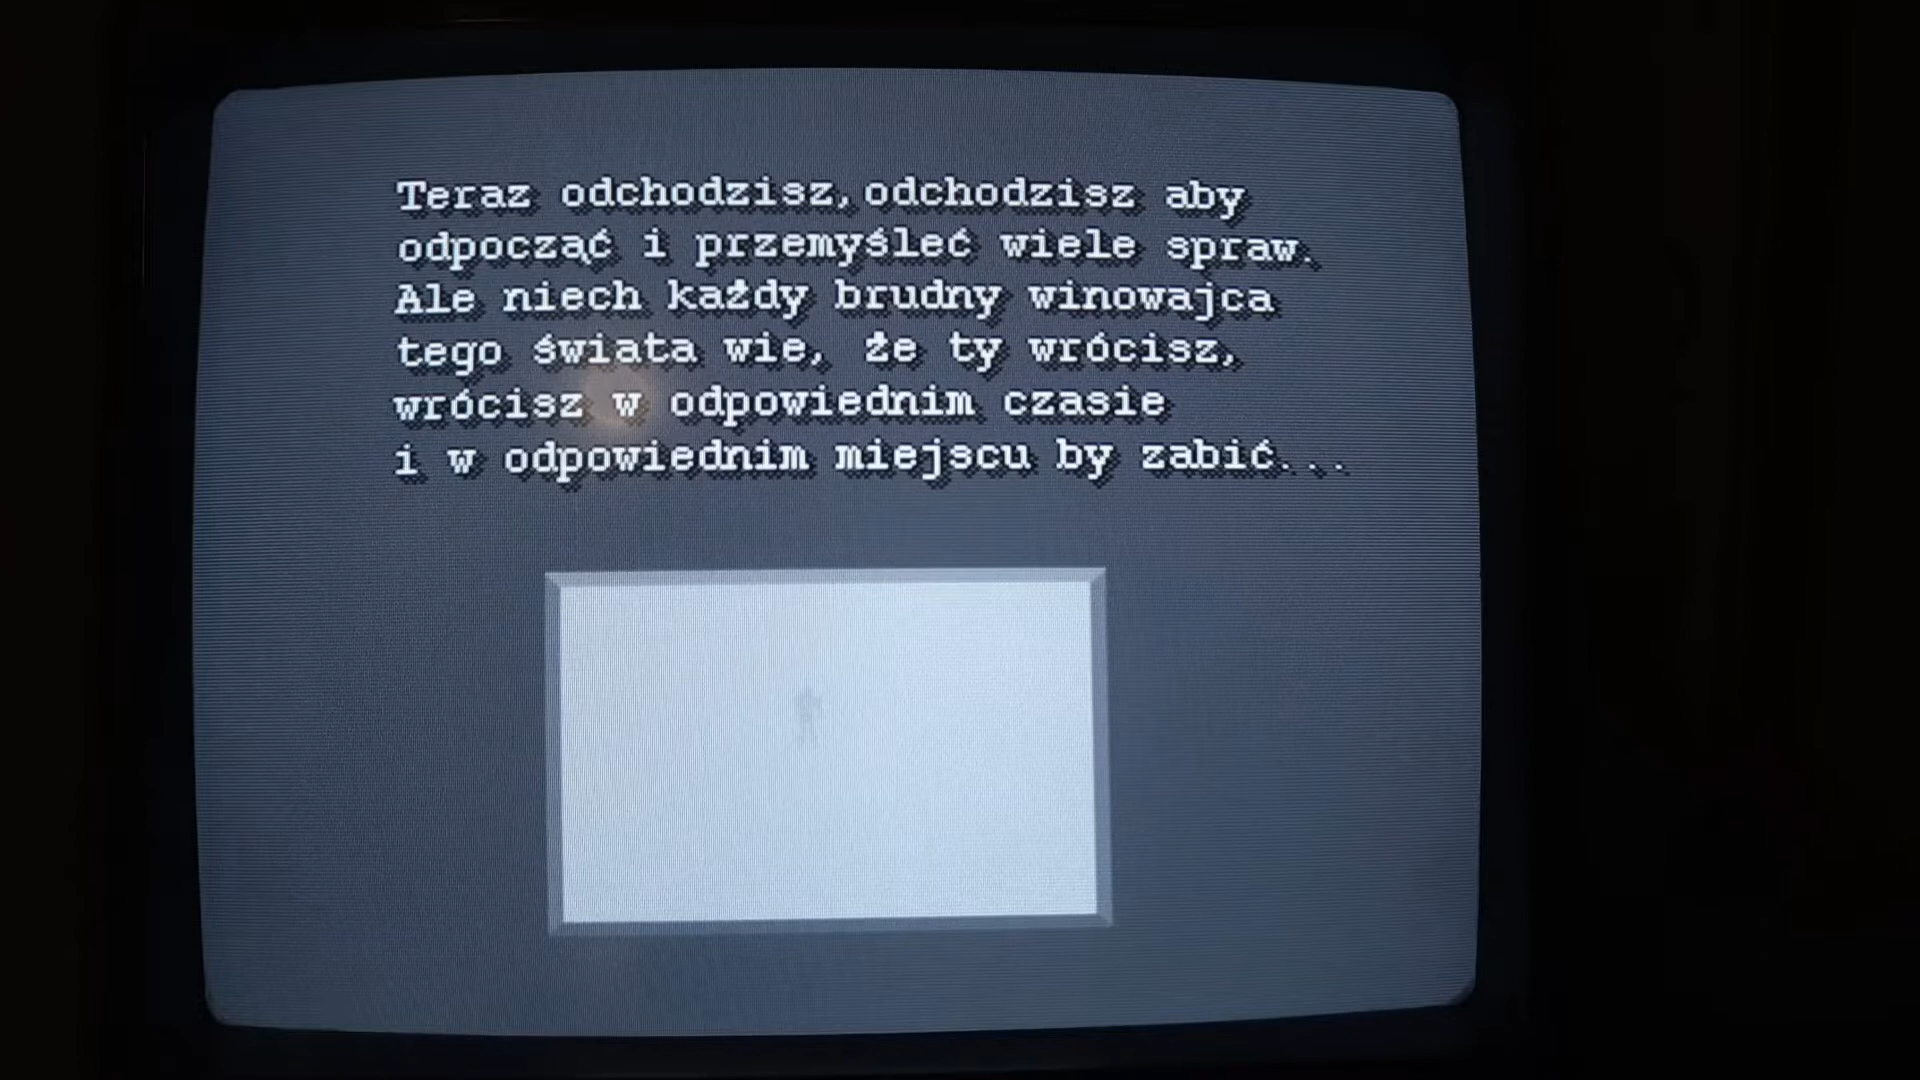 Teraz odchodzisz, odchodzisz aby
odpocząć i przemyśleć wiele spraw.
Ale niech każdy brudny winowajca
tego świata wie, że ty wrócisz,
wrócisz w odpowiednim czasie
i w odpowiednim miejscu by zabić...